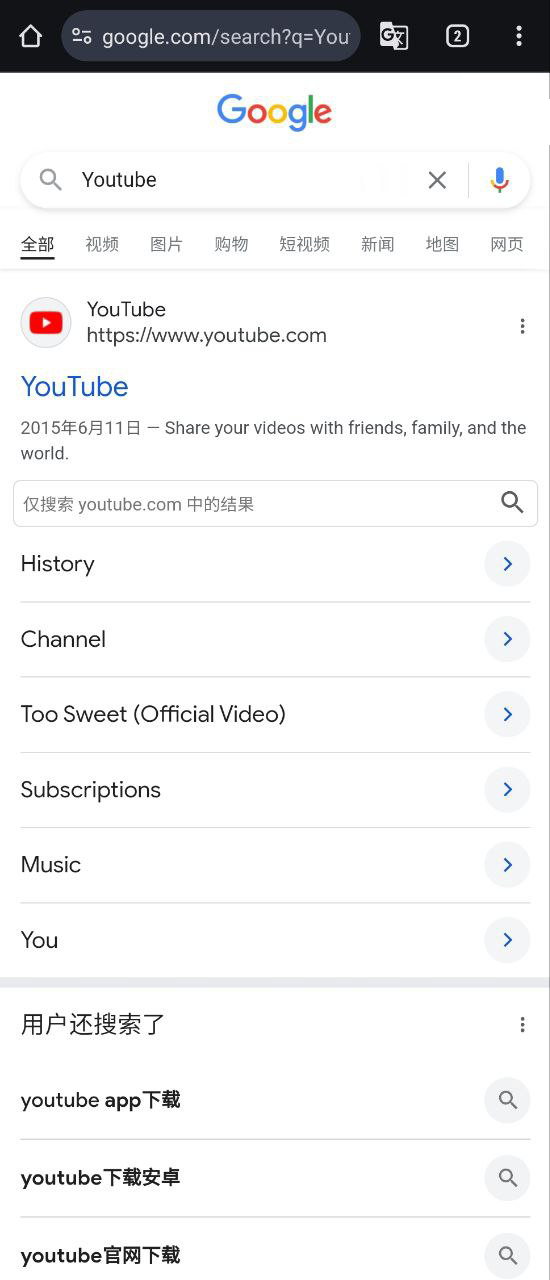 google.com/search?q=You
2
Google
Youtube
全部 视频 图片 购物 短视频 新闻 地图 网页
YouTube
https://www.youtube.com
YouTube
2015年6月11日 — Share your videos with friends, family, and the
world.
仅搜索 youtube.com 中的结果
History
Channel
Too Sweet (Official Video)
Subscriptions
Music
You
用户还搜索了
youtube app下载
youtube下载安卓
youtube官网下载